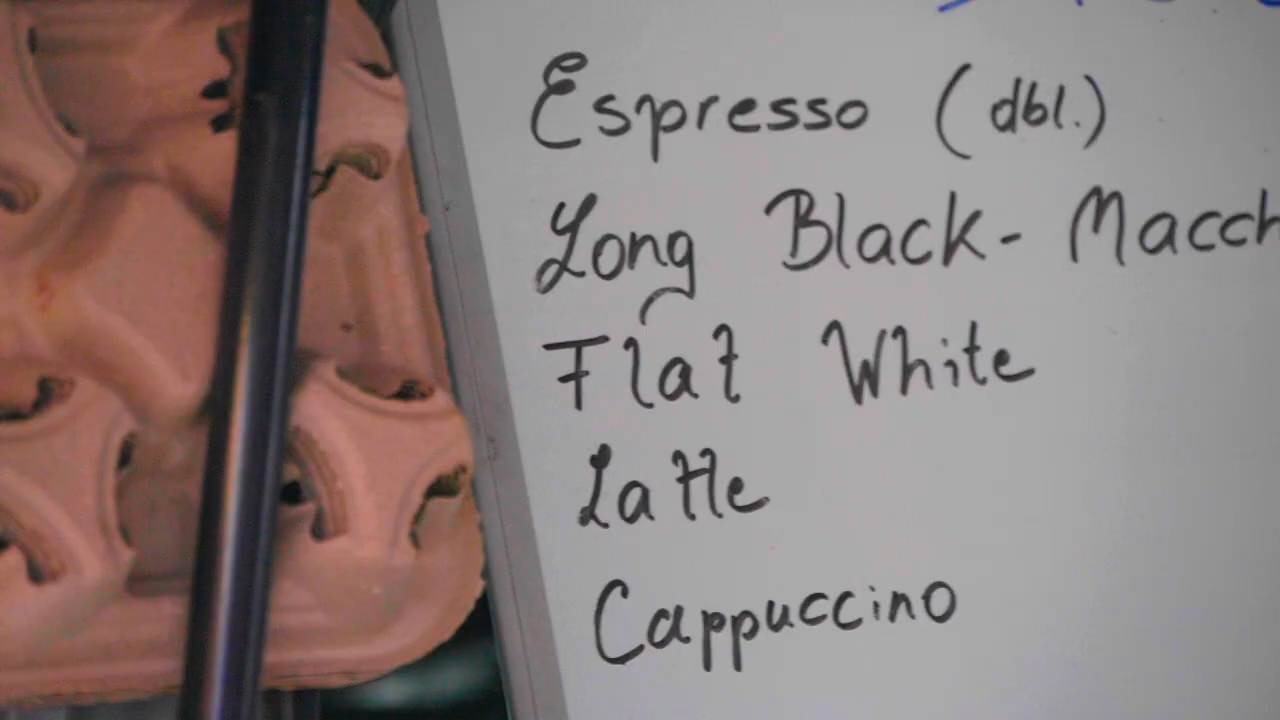 Espresso (dbl.)
Long Black - Macch
Flat White
Latte
Cappuccino